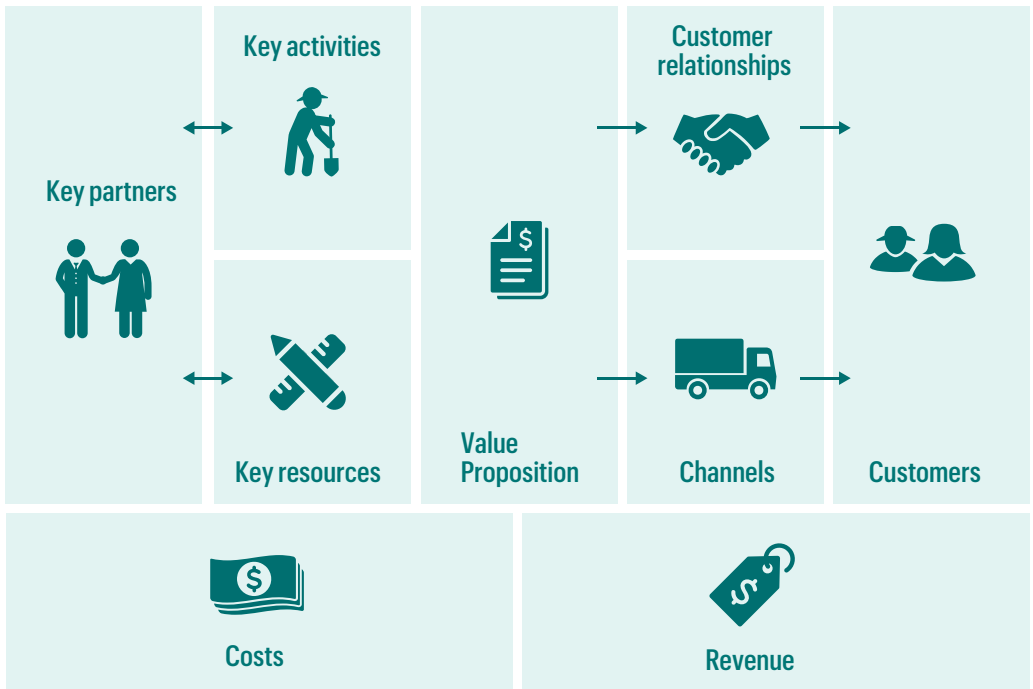 Key partners
Key activities
Key resources
Value
Proposition
Customer
relationships
Channels
Customers
Costs
Revenue
$
$
$